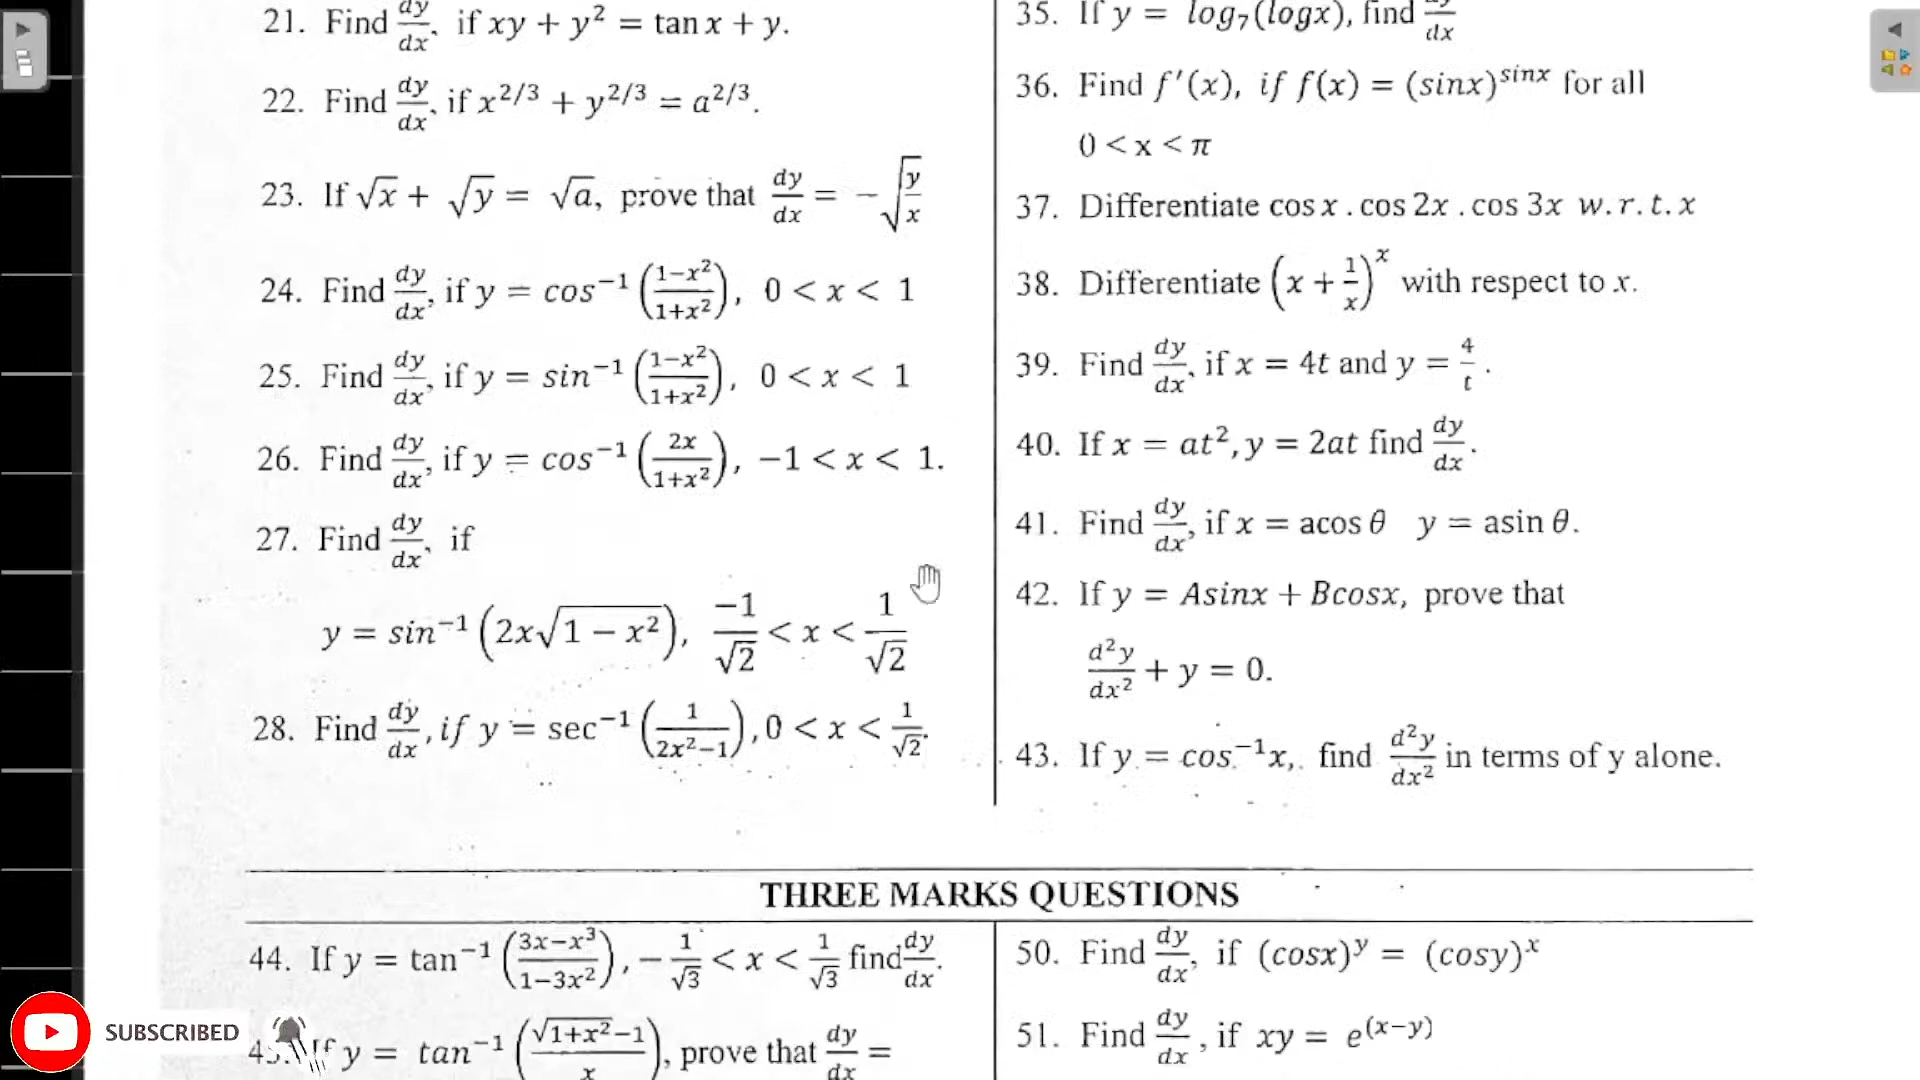 21. Find dy/dx, if xy + y² = tan x + y.
22. Find dy/dx, if x^(2/3) + y^(2/3) = a^(2/3).
23. If √x + √y = √a, prove that dy/dx = −√(y/x)
24. Find dy/dx, if y = cos⁻¹((1−x²)/(1+x²)), 0 < x < 1
25. Find dy/dx, if y = sin⁻¹((1−x²)/(1+x²)), 0 < x < 1
26. Find dy/dx, if y = cos⁻¹(2x/(1+x²)), −1 < x < 1.
27. Find dy/dx, if
y = sin⁻¹(2x√(1 − x²)), −1/√2 < x < 1/√2
28. Find dy/dx, if y = sec⁻¹(1/(2x²−1)), 0 < x < 1/√2.
35. If y = log₇(logx), find dy/dx
36. Find f′(x), if f(x) = (sinx)^(sinx) for all
0 < x < π
37. Differentiate cos x . cos 2x . cos 3x w.r.t.x
38. Differentiate (x + 1/x)^x with respect to x.
39. Find dy/dx, if x = 4t and y = 4/t.
40. If x = at², y = 2at find dy/dx.
41. Find dy/dx, if x = acos θ y = asin θ.
42. If y = Asinx + Bcosx, prove that
d²y/dx² + y = 0.
43. If y = cos⁻¹x, find d²y/dx² in terms of y alone.
THREE MARKS QUESTIONS
44. If y = tan⁻¹((3x−x³)/(1−3x²)), −1/√3 < x < 1/√3 find dy/dx.
45. If y = tan⁻¹((√(1+x²)−1)/x), prove that dy/dx =
50. Find dy/dx, if (cosx)^y = (cosy)^x
51. Find dy/dx, if xy = e^(x−y)
SUBSCRIBED